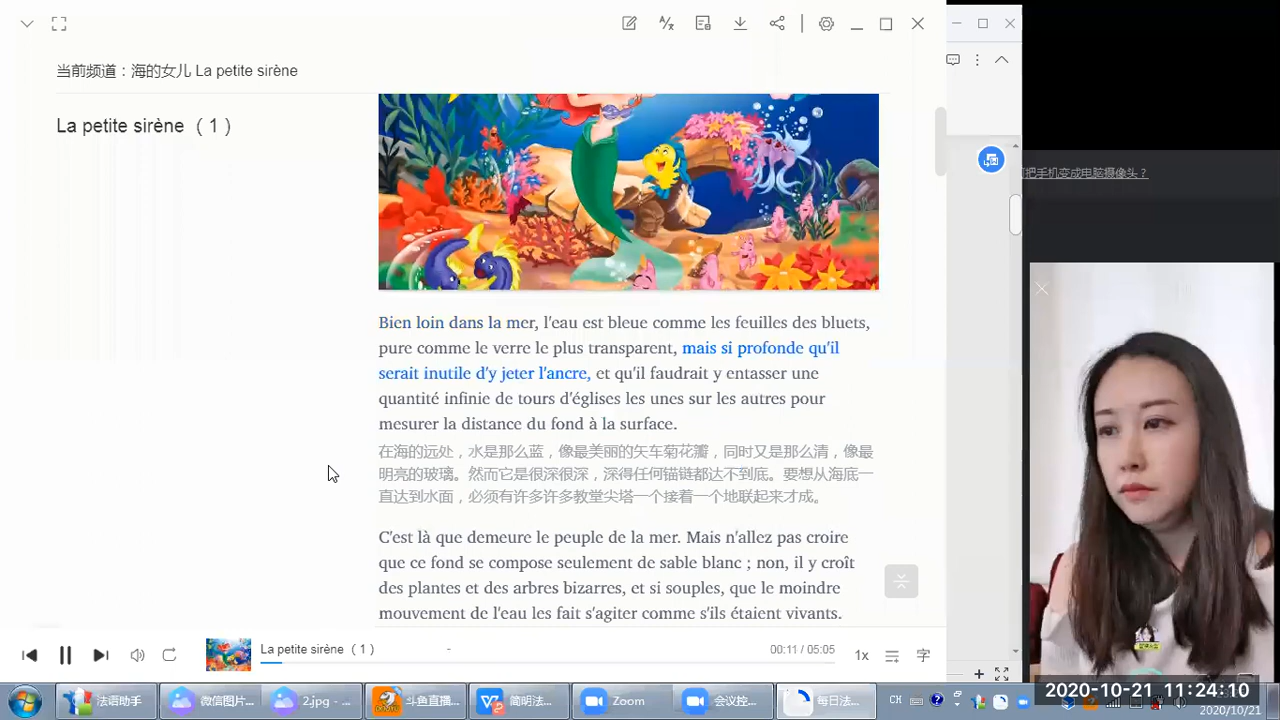 当前频道：海的女儿 La petite sirène
La petite sirène （ 1 ）
Bien loin dans la mer, l'eau est bleue comme les feuilles des bluets,
pure comme le verre le plus transparent, mais si profonde qu'il
serait inutile d'y jeter l'ancre, et qu'il faudrait y entasser une
quantité infinie de tours d'églises les unes sur les autres pour
mesurer la distance du fond à la surface.
在海的远处，水是那么蓝，像最美丽的矢车菊花瓣，同时又是那么清，像最
明亮的玻璃。然而它是很深很深，深得任何锚链都达不到底。要想从海底一
直达到水面，必须有许多许多教堂尖塔一个接着一个地联起来才成。
C'est là que demeure le peuple de la mer. Mais n'allez pas croire
que ce fond se compose seulement de sable blanc ; non, il y croît
des plantes et des arbres bizarres, et si souples, que le moindre
mouvement de l'eau les fait s'agiter comme s'ils étaient vivants.
La petite sirène （ 1 ） -
00:11 / 05:05
1x
字
把手机变成电脑摄像头？
法语助手
微信图片...
2.jpg - ...
斗鱼直播...
简明法...
Zoom
会议控...
每日法...
CH
2020-10-21 11:24:10
2020/10/21